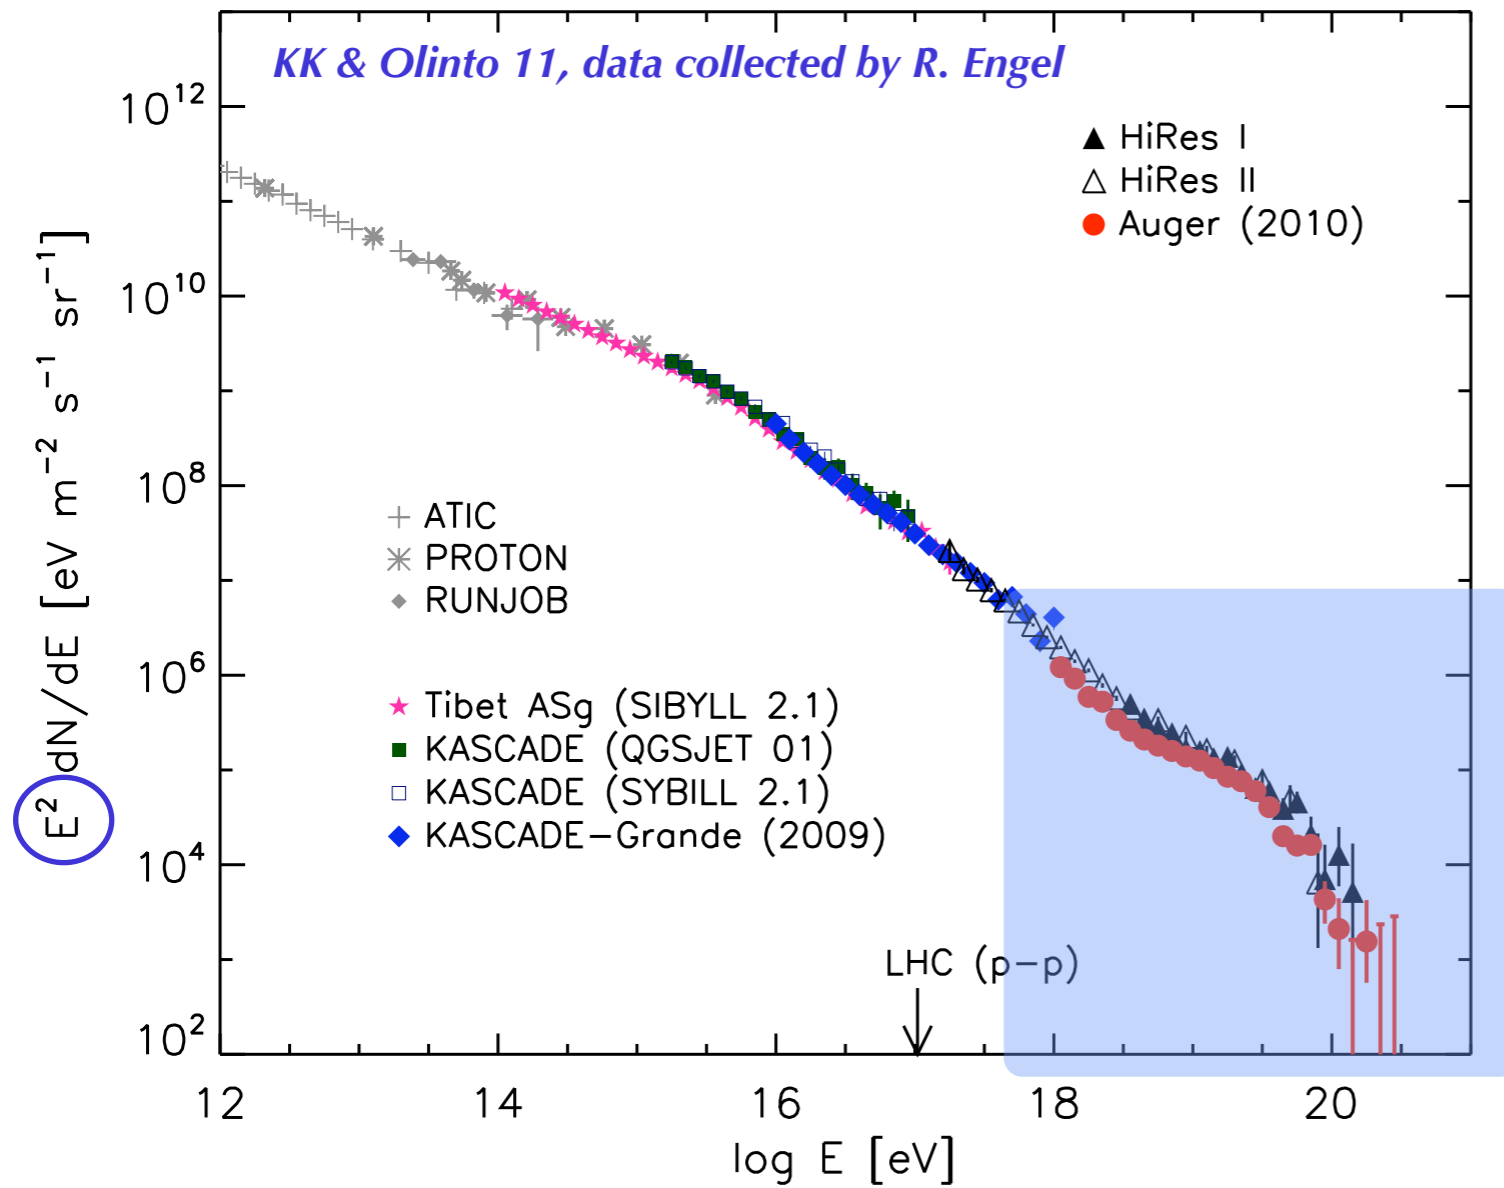 KK & Olinto 11, data collected by R. Engel
HiRes I
HiRes II
Auger (2010)
ATIC
PROTON
RUNJOB
Tibet ASg (SIBYLL 2.1)
KASCADE (QGSJET 01)
KASCADE (SYBILL 2.1)
KASCADE-Grande (2009)
LHC (p-p)
10¹²
10¹⁰
10⁸
10⁶
10⁴
10²
E² dN/dE [eV m⁻² s⁻¹ sr⁻¹]
12 14 16 18 20
log E [eV]